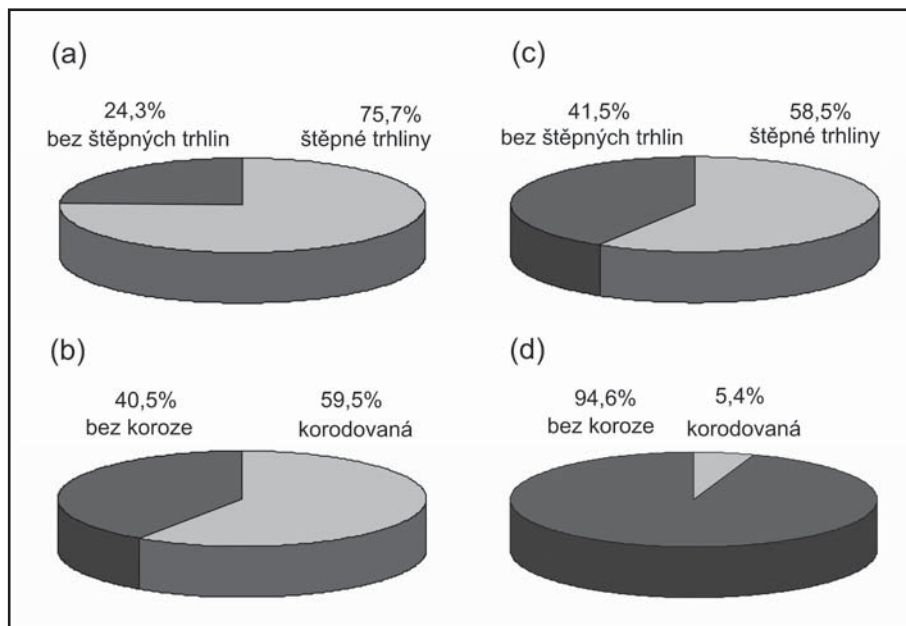 (a)
24,3%
bez štěpných trhlin
75,7%
štěpné trhliny
(c)
41,5%
bez štěpných trhlin
58,5%
štěpné trhliny
(b)
40,5%
bez koroze
59,5%
korodovaná
(d)
94,6%
bez koroze
5,4%
korodovaná